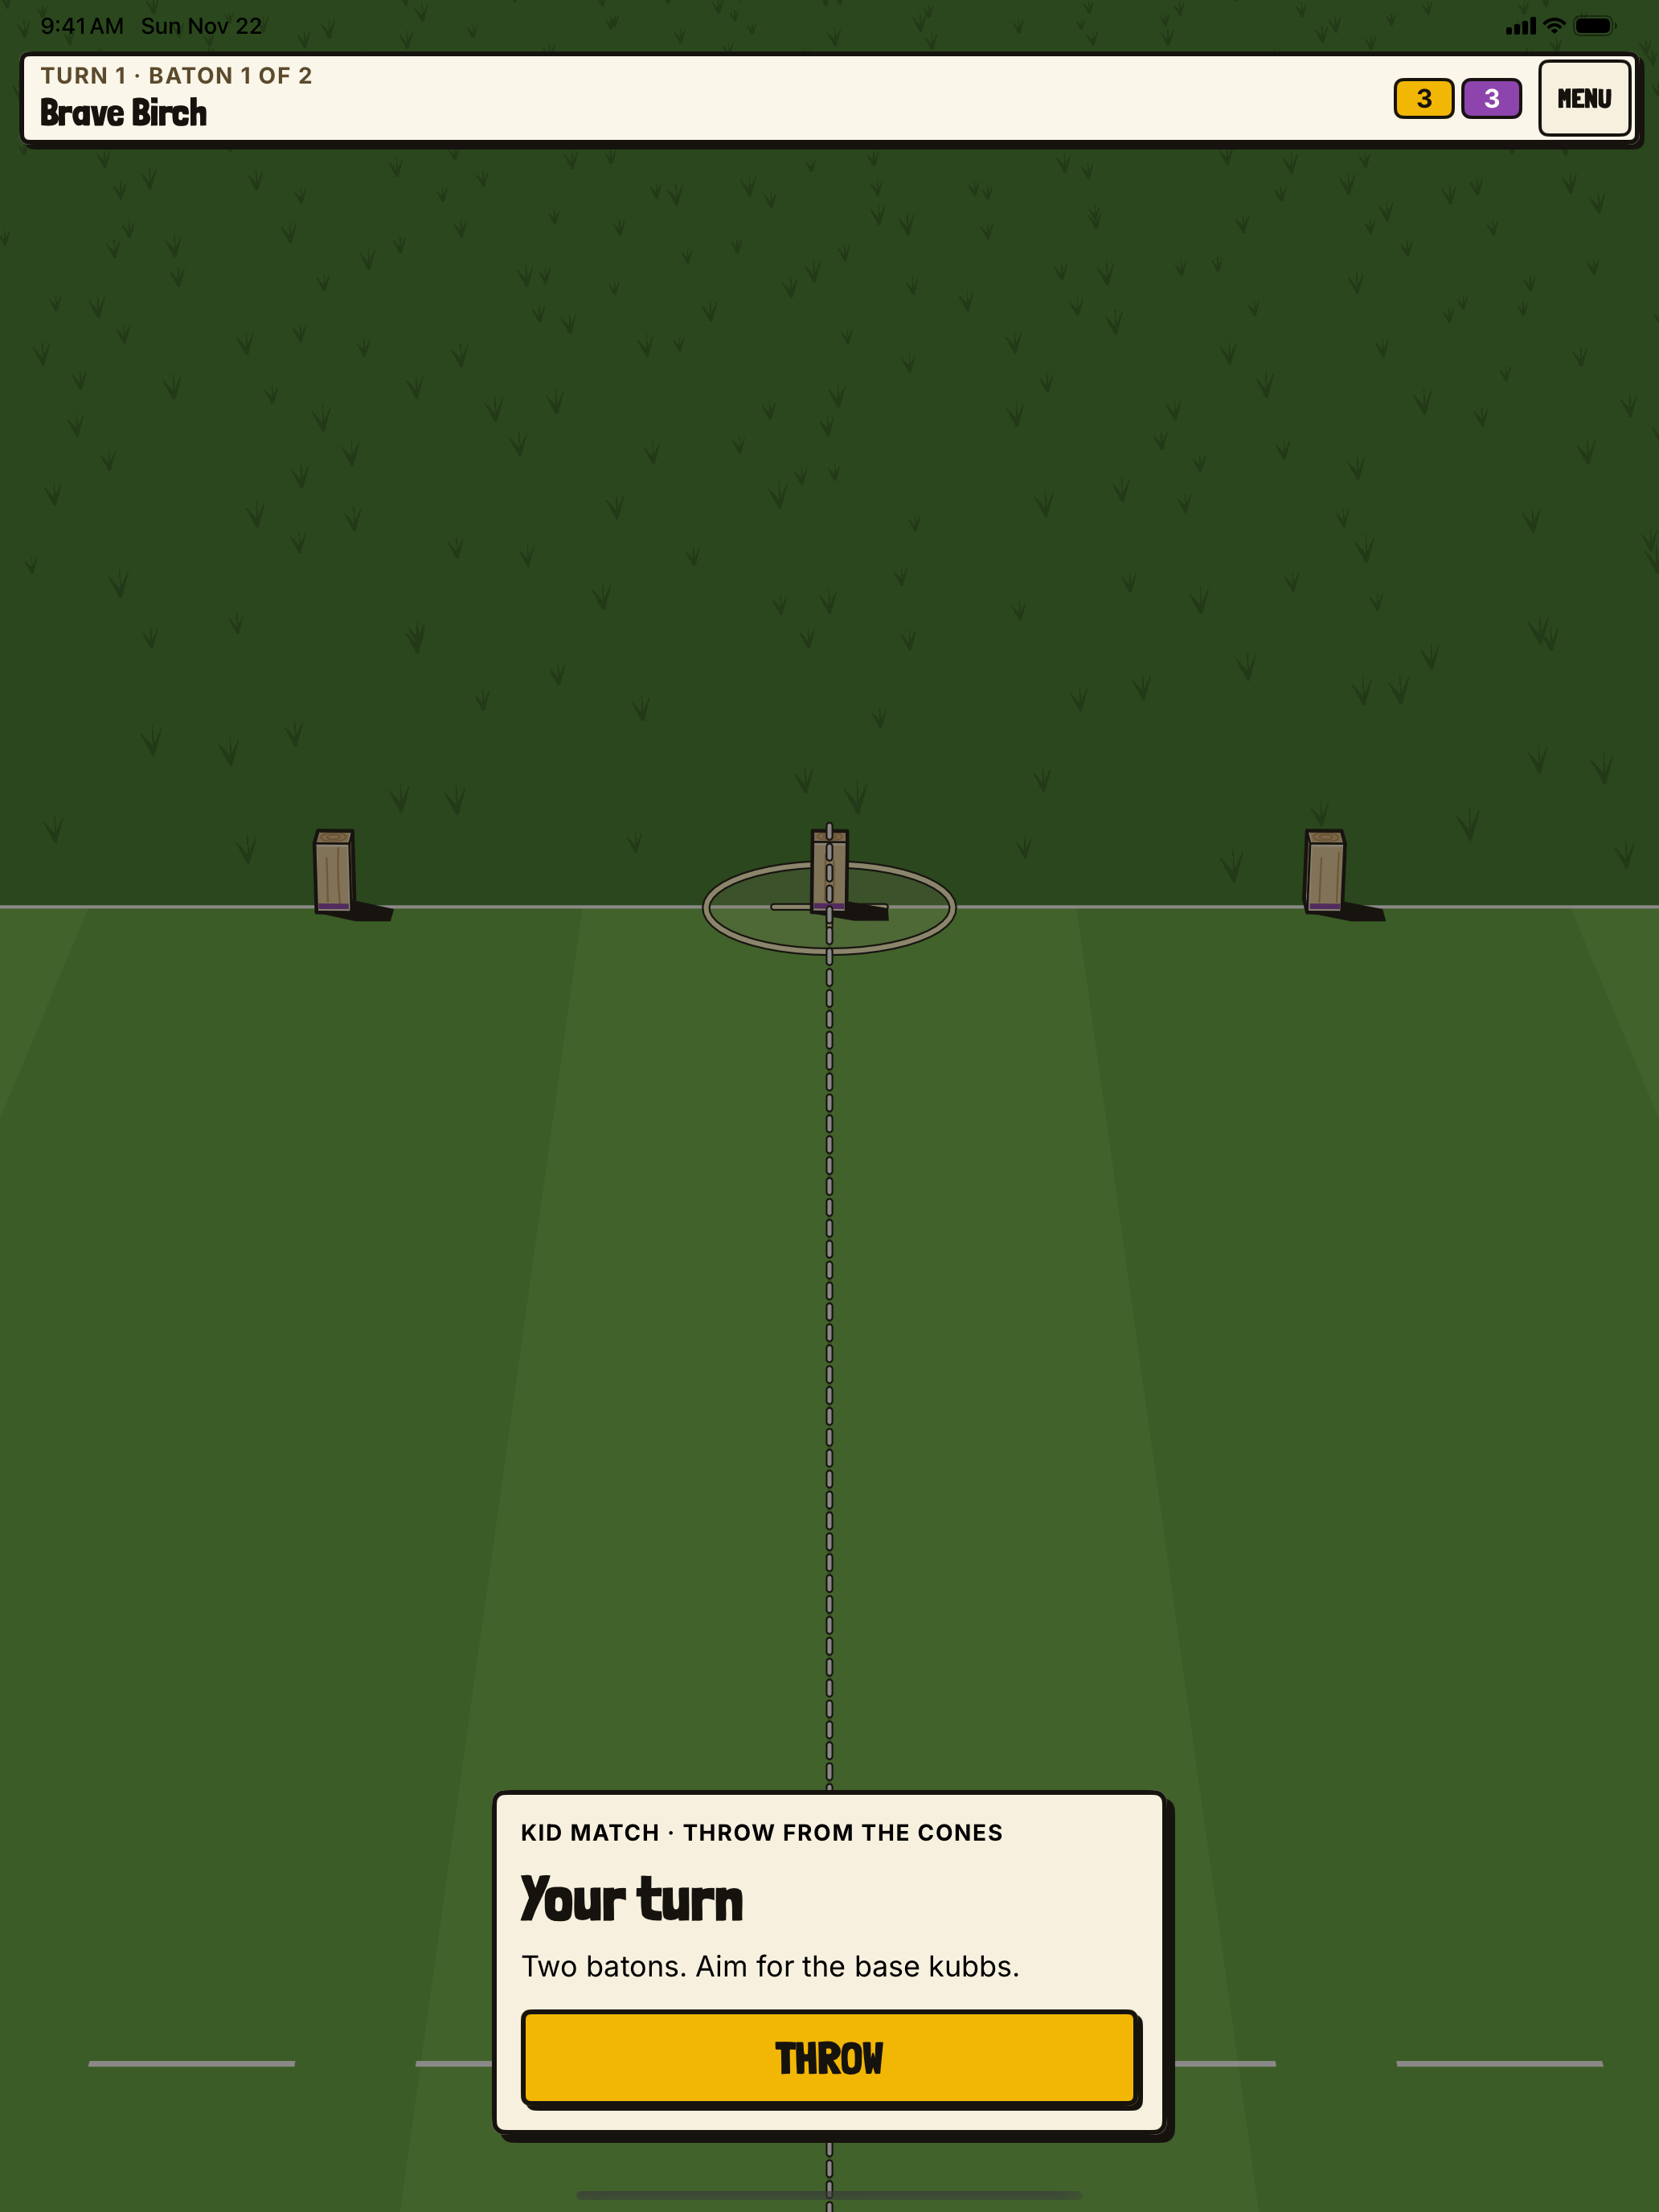 9:41 AM Sun Nov 22
TURN 1 · BATON 1 OF 2
Brave Birch
3 3 MENU
KID MATCH · THROW FROM THE CONES
Your turn
Two batons. Aim for the base kubbs.
THROW